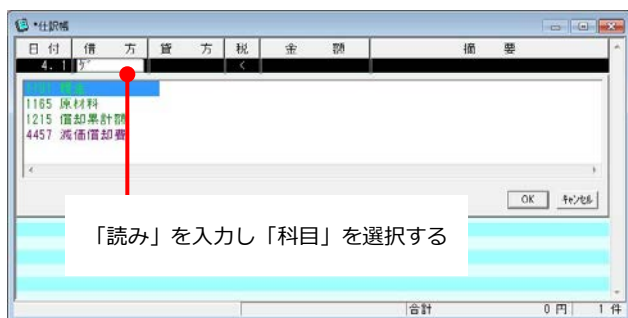 *仕訳帳
日 付 借 方 貸 方 税 金 額 摘 要
4. 1 ｹﾞ <
1165 原材料
1215 償却累計額
4457 減価償却費
OK ｷｬﾝｾﾙ
「読み」を入力し「科目」を選択する
合計 0 円 1 件